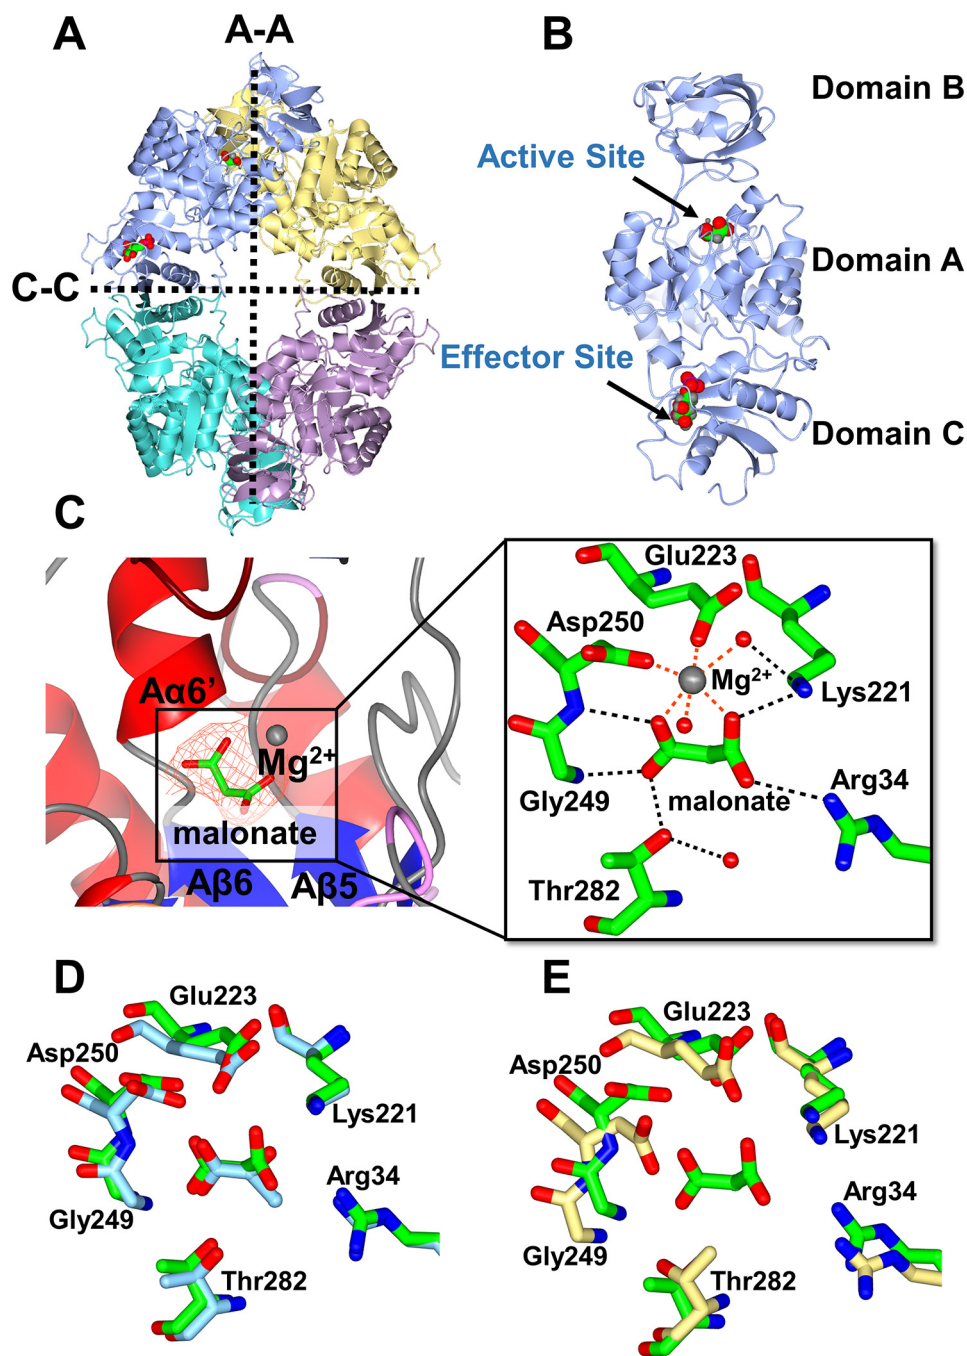 A
A-A
C-C
B
Domain B
Active Site
Domain A
Effector Site
Domain C
C
Aα6’
Mg2+
malonate
Aβ6
Aβ5
Glu223
Asp250
Mg2+
Lys221
Gly249
malonate
Arg34
Thr282
D
Glu223
Asp250
Lys221
Arg34
Gly249
Thr282
E
Glu223
Asp250
Lys221
Arg34
Gly249
Thr282